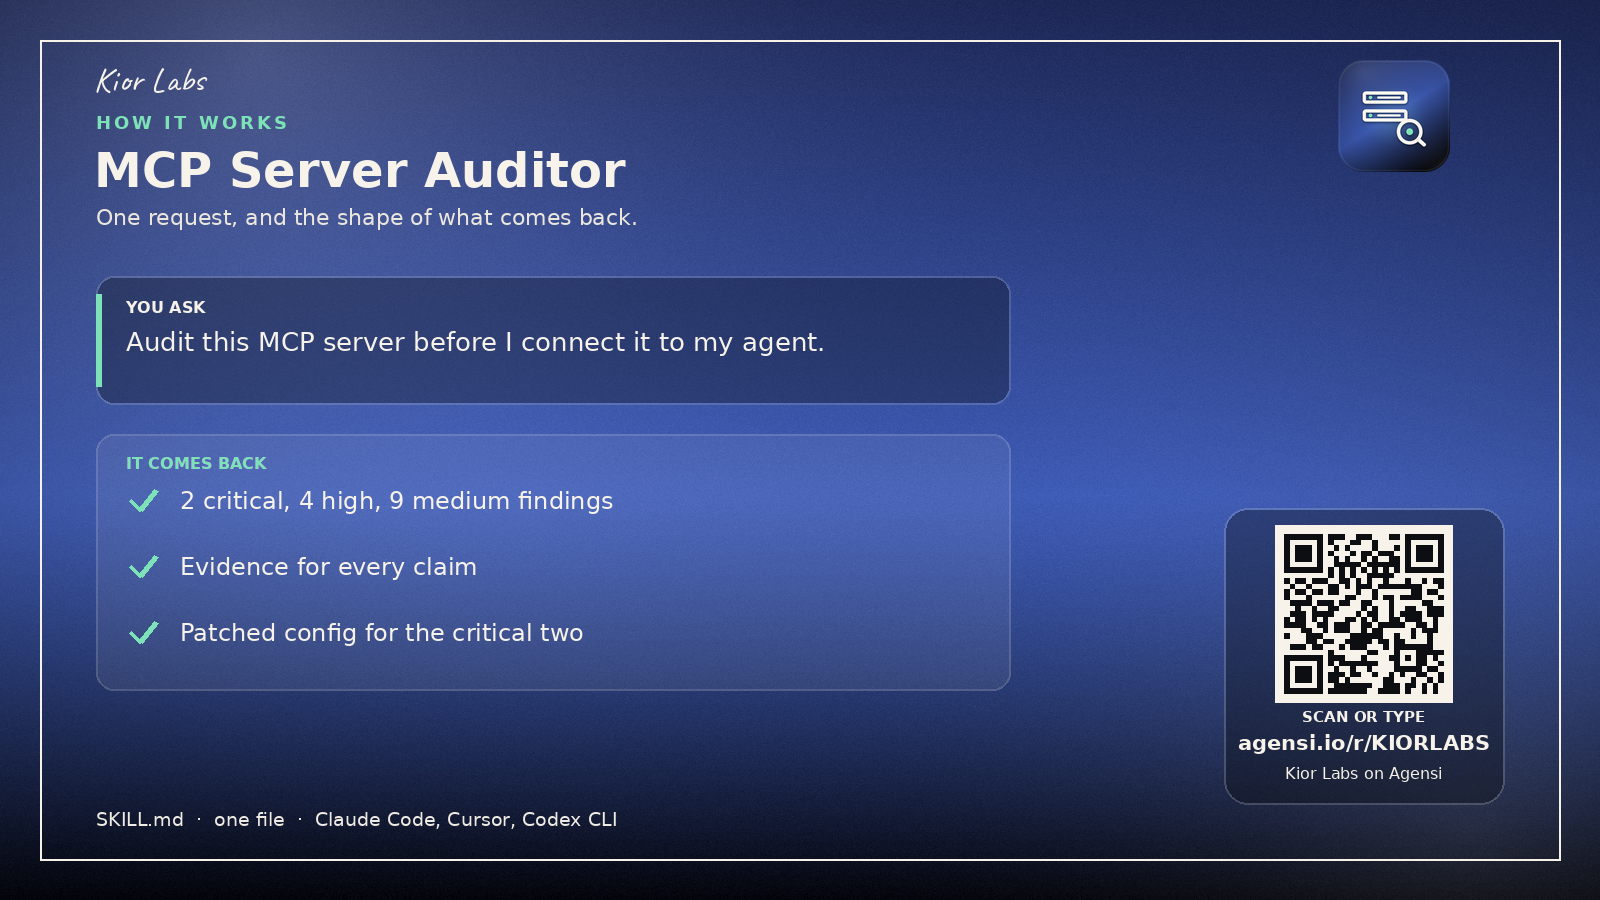 Kior Labs
HOW IT WORKS
MCP Server Auditor
One request, and the shape of what comes back.
YOU ASK
Audit this MCP server before I connect it to my agent.
IT COMES BACK
2 critical, 4 high, 9 medium findings
Evidence for every claim
Patched config for the critical two
SCAN OR TYPE
agensi.io/r/KIORLABS
Kior Labs on Agensi
SKILL.md · one file · Claude Code, Cursor, Codex CLI